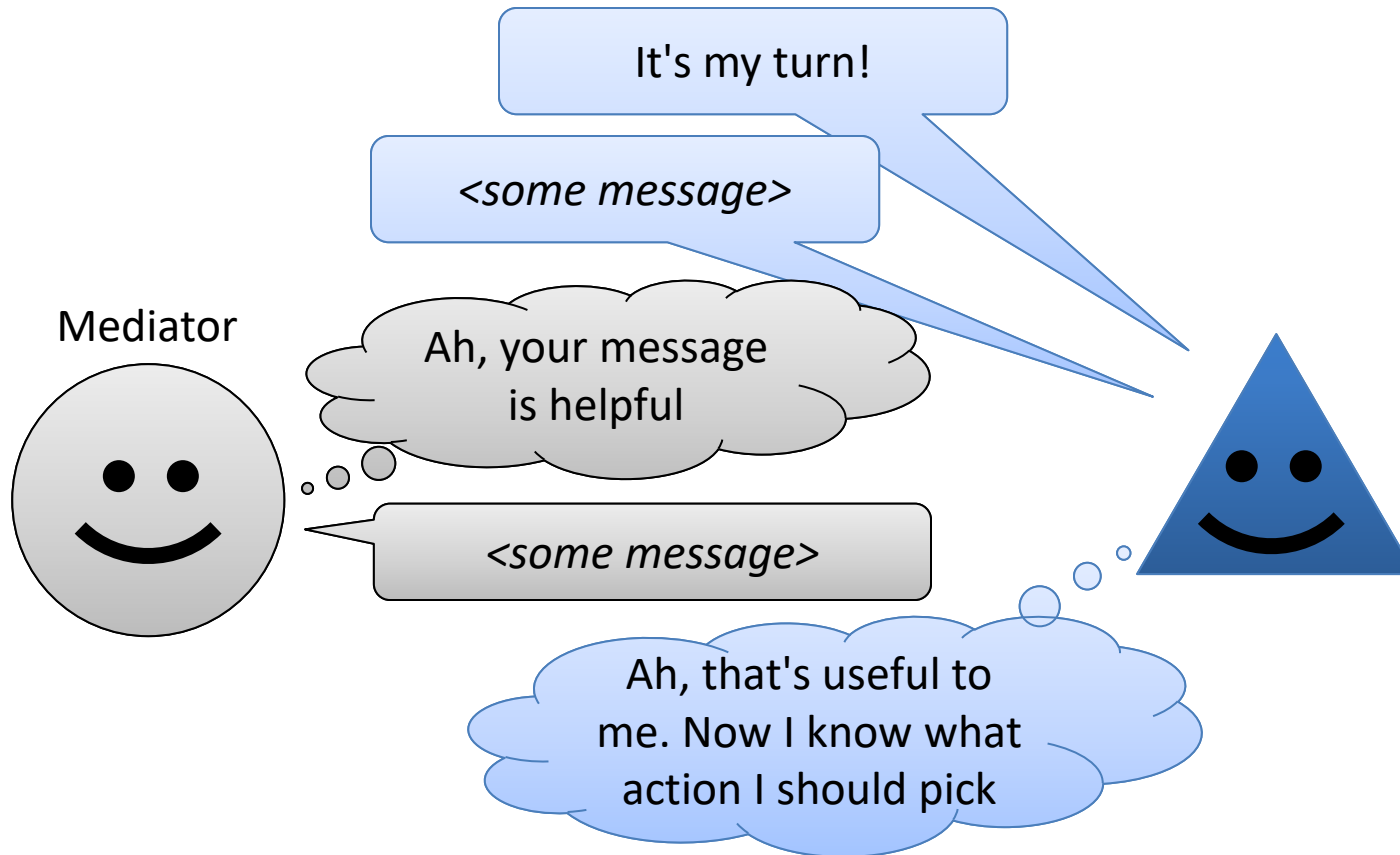 It's my turn!
<some message>
Mediator
Ah, your message
is helpful
<some message>
Ah, that's useful to
me. Now I know what
action I should pick